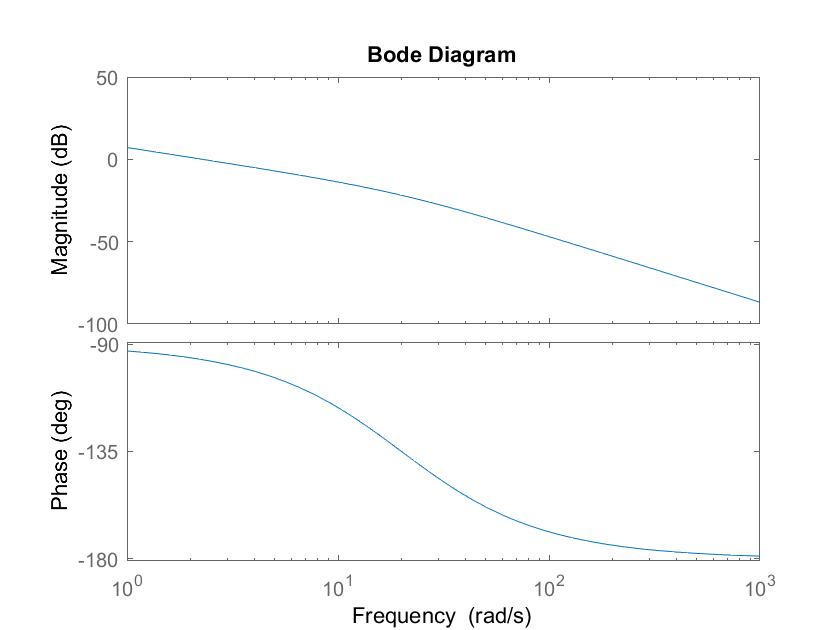 Bode Diagram
50
0
-50
-100
Magnitude (dB)
-90
-135
-180
Phase (deg)
10^0 10^1 10^2 10^3
Frequency (rad/s)